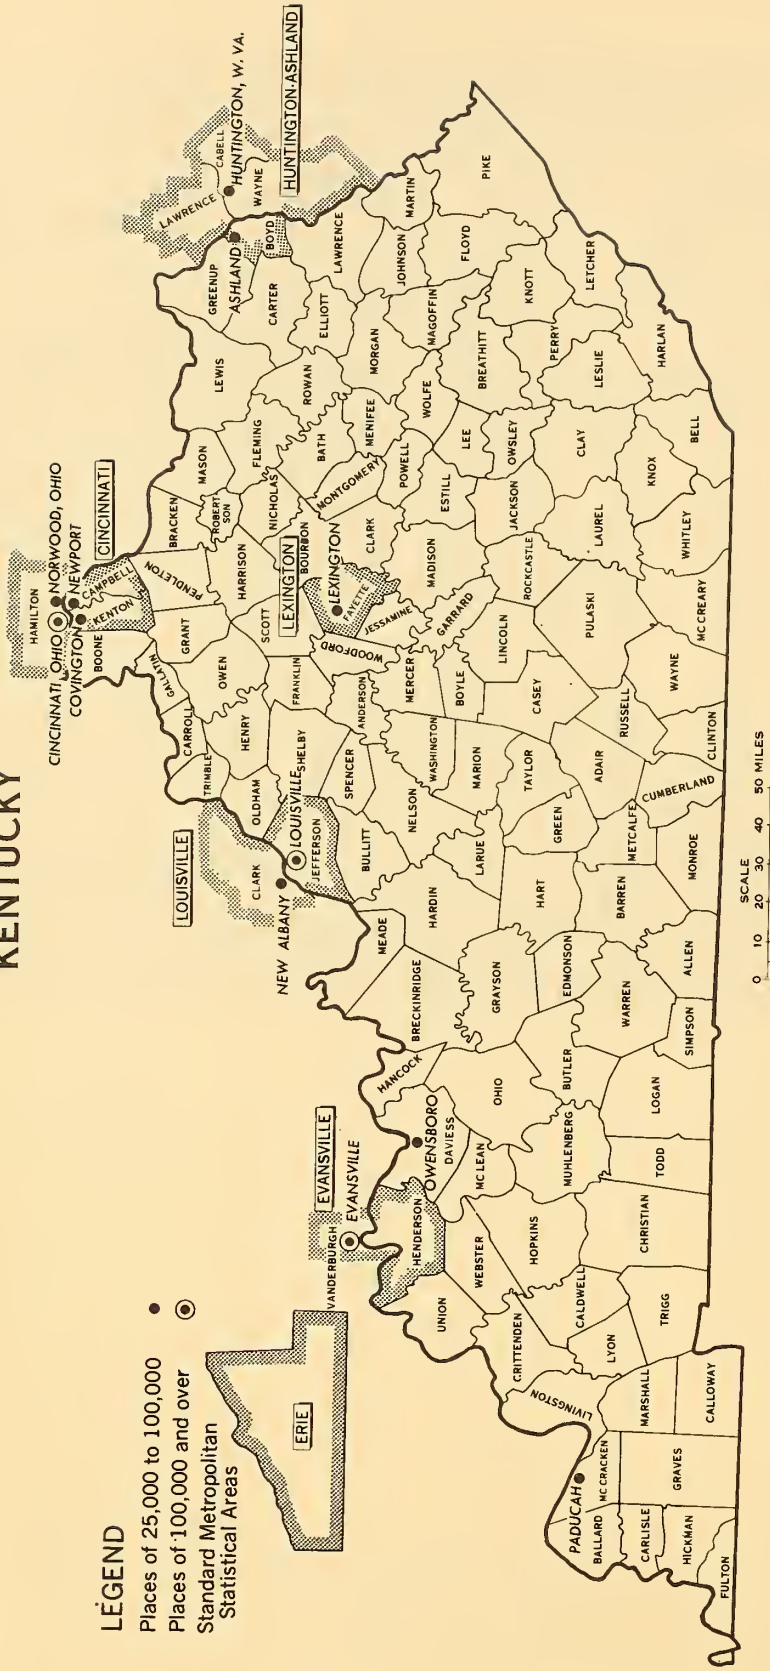 KENTUCKY
LEGEND
Places of 25,000 to 100,000
Places of 100,000 and over
Standard Metropolitan
Statistical Areas
ERIE
HAMILTON
CINCINNATI, OHIO
NORWOOD, OHIO
COVINGTON
NEWPORT
CINCINNATI
CAMPBELL
KENTON
BOONE
GALLATIN
GRANT
PENDLETON
BRACKEN
MASON
ROBERT
SON
LEWIS
FLEMING
NICHOLAS
HARRISON
SCOTT
OWEN
CARROLL
TRIMBLE
HENRY
OLDHAM
SHELBY
FRANKLIN
LOUISVILLE
CLARK
LOUISVILLE
JEFFERSON
NEW ALBANY
LAWRENCE
CABELL
HUNTINGTON, W. VA.
WAYNE
HUNTINGTON-ASHLAND
BOYD
ASHLAND
GREENUP
CARTER
LAWRENCE
ELLIOTT
ROWAN
BATH
MONTGOMERY
MENIFEE
MORGAN
JOHNSON
MARTIN
MAGOFFIN
FLOYD
PIKE
LEXINGTON
BOURBON
LEXINGTON
FAYETTE
CLARK
WOODFORD
JESSAMINE
ANDERSON
SPENCER
BULLITT
NELSON
WASHINGTON
MERCER
GARRARD
MADISON
ESTILL
POWELL
WOLFE
LEE
BREATHITT
KNOTT
LETCHER
PERRY
LESLIE
HARLAN
OWSLEY
JACKSON
ROCKCASTLE
LINCOLN
BOYLE
MARION
LARUE
HARDIN
MEADE
BRECKINRIDGE
HANCOCK
GRAYSON
HART
GREEN
TAYLOR
CASEY
PULASKI
LAUREL
CLAY
KNOX
BELL
WHITLEY
MC CREARY
WAYNE
RUSSELL
ADAIR
CLINTON
CUMBERLAND
METCALFE
MONROE
BARREN
EDMONSON
WARREN
ALLEN
SIMPSON
BUTLER
OHIO
LOGAN
EVANSVILLE
EVANSVILLE
VANDERBURGH
HENDERSON
OWENSBORO
DAVIESS
MC LEAN
MUHLENBERG
TODD
CHRISTIAN
HOPKINS
WEBSTER
UNION
CRITTENDEN
CALDWELL
LYON
TRIGG
LIVINGSTON
MARSHALL
CALLOWAY
PADUCAH
MC CRACKEN
GRAVES
BALLARD
CARLISLE
HICKMAN
FULTON
SCALE
0 10 20 30 40 50 MILES